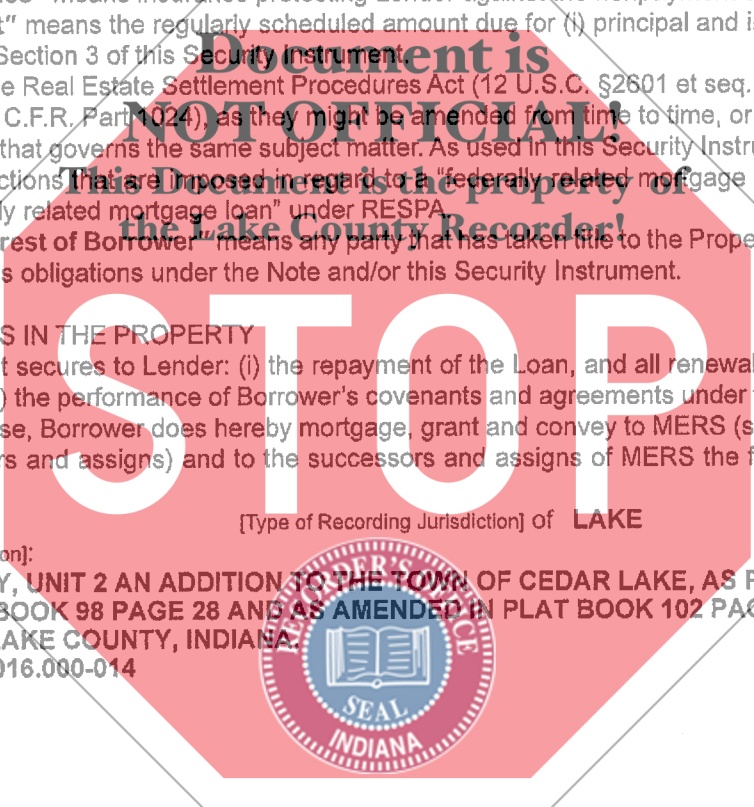 t" means the regularly scheduled amount due for (i) principal and i
Section 3 of this Security Instrument.
Document is
e Real Estate Settlement Procedures Act (12 U.S.C. §2601 et seq.
C.F.R. Part 1024), as they might be amended from time to time, or
NOT OFFICIAL!
that governs the same subject matter. As used in this Security Instru
ctions that are imposed in regard to a "federally related mortgage
This Document is the property of
ly related mortgage loan" under RESPA
the Lake County Recorder!
rest of Borrower" means any party that has taken title to the Prope
s obligations under the Note and/or this Security Instrument.
STOP
S IN THE PROPERTY
t secures to Lender: (i) the repayment of the Loan, and all renewal
) the performance of Borrower's covenants and agreements under
se, Borrower does hereby mortgage, grant and convey to MERS (s
rs and assigns) and to the successors and assigns of MERS the f
[Type of Recording Jurisdiction] of LAKE
on]:
Y, UNIT 2 AN ADDITION TO THE TOWN OF CEDAR LAKE, AS
BOOK 98 PAGE 28 AND AS AMENDED IN PLAT BOOK 102 PAG
LAKE COUNTY, INDIANA.
016.000-014
RECORDER'S OFFICE
SEAL
INDIANA